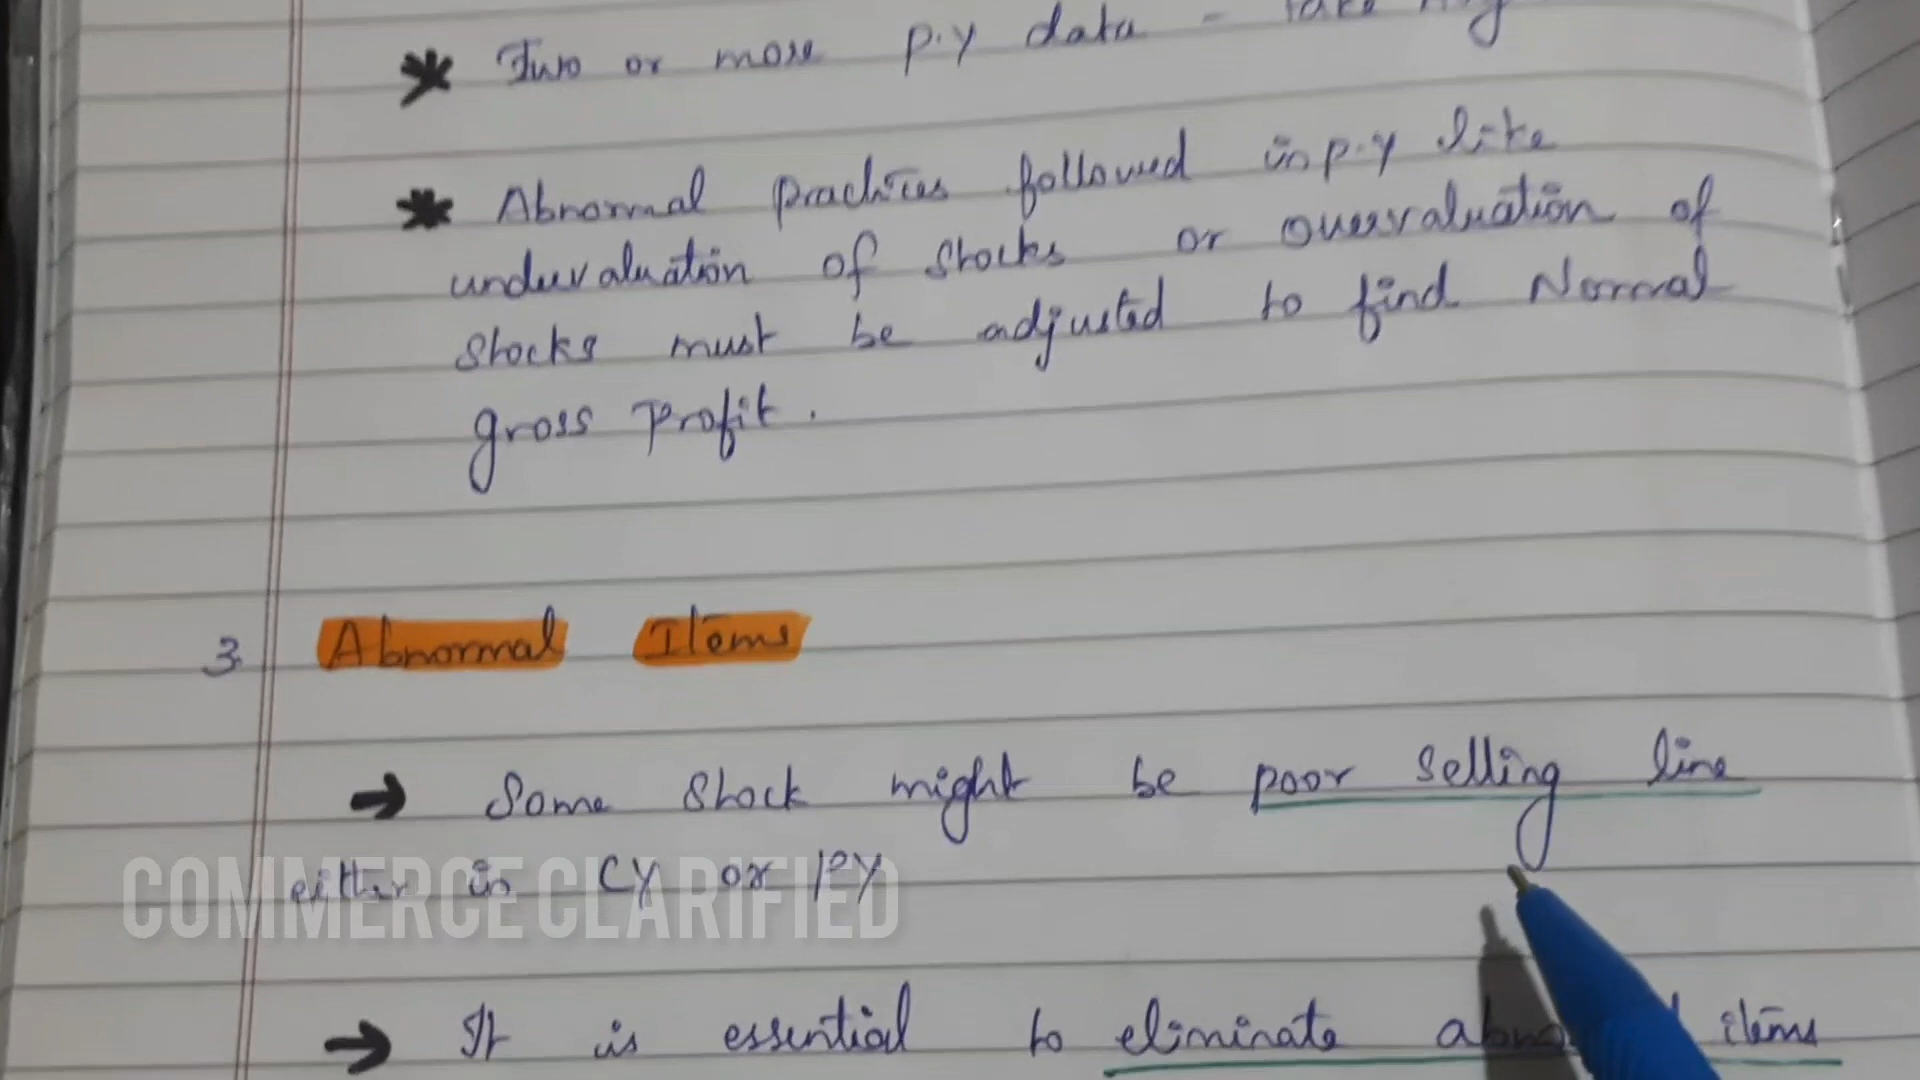 * Two or more p.y data -
* Abnormal practices followed in p.y like
undervaluation of stocks or overvaluation of
stocks must be adjusted to find Normal
gross Profit.
3 Abnormal Items
→ Some Stock might be poor selling line
either in CY or PY
COMMERCE CLARIFIED
→ It is essential to eliminate items